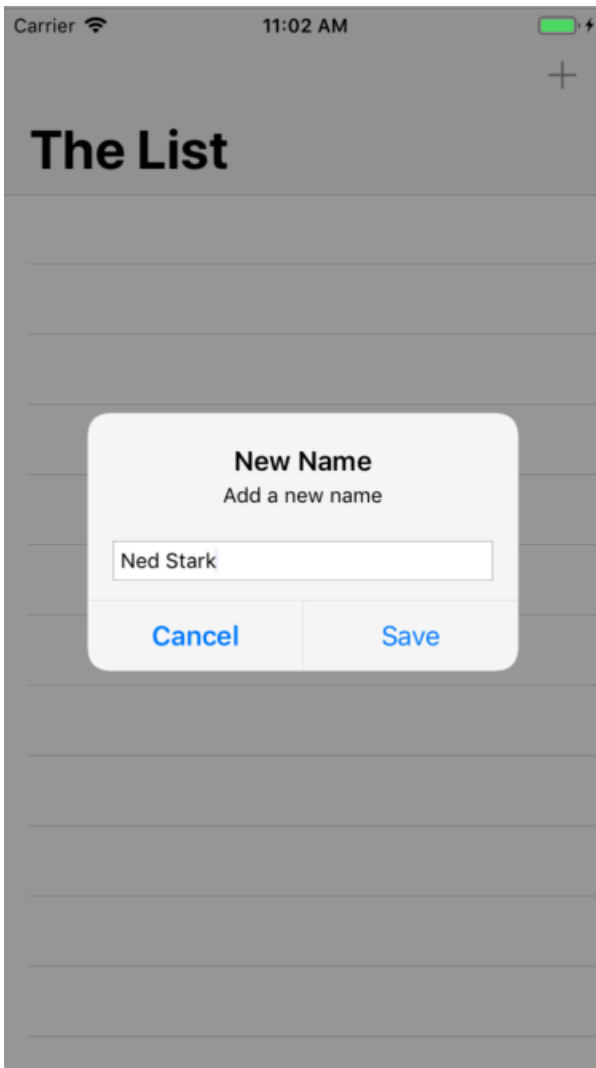 Carrier 11:02 AM
The List
New Name
Add a new name
Ned Stark
Cancel Save